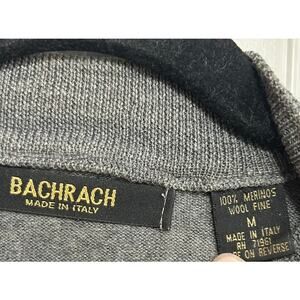 BACHRACH
MADE IN ITALY
100% MERINOS
WOOL FINE
M
MADE IN ITALY
RN 71961
ON REVERSE